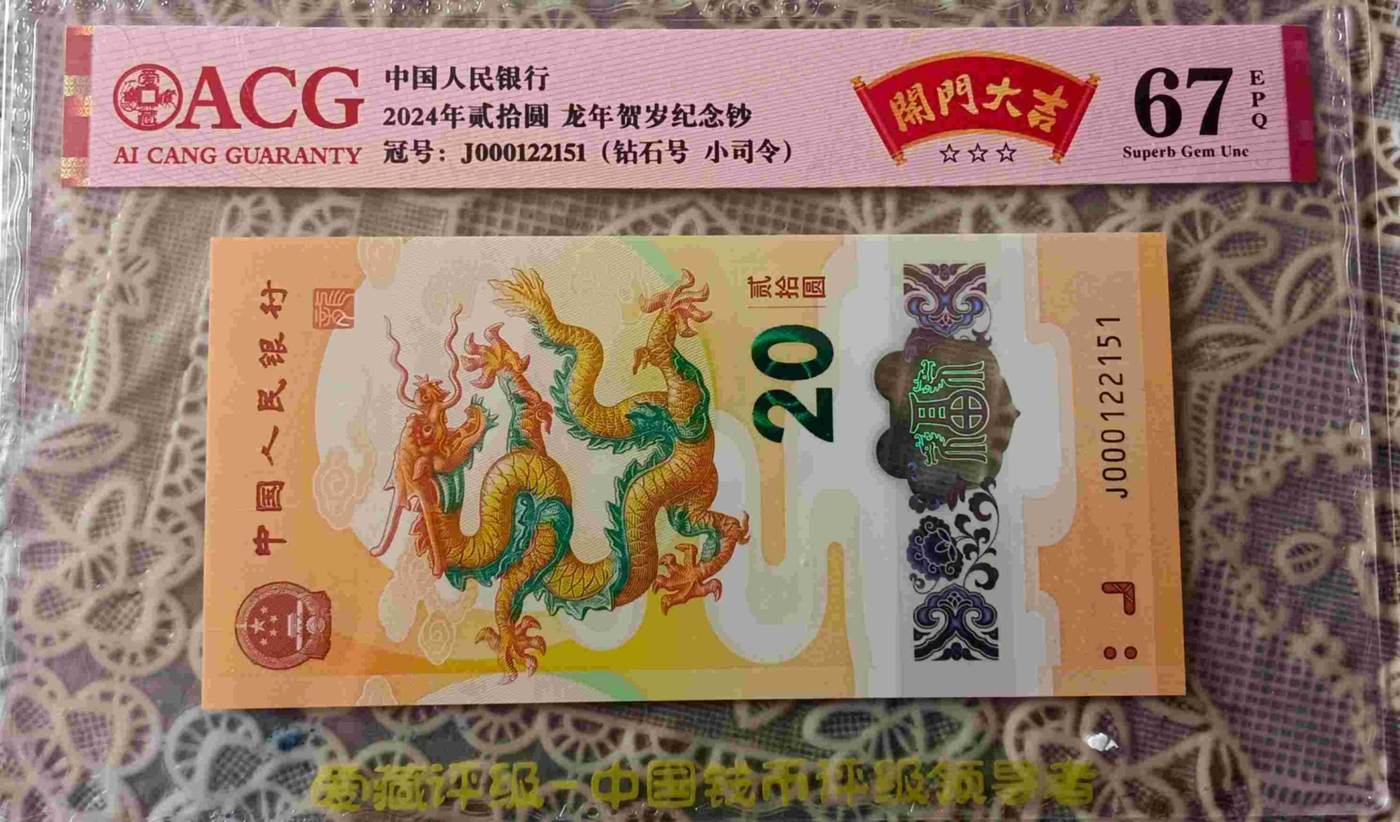 ACG
AI CANG GUARANTY
中国人民银行
2024年贰拾圆 龙年贺岁纪念钞
冠号：J000122151（钻石号 小司令）
開門大吉
☆☆☆
67
EPQ
Superb Gem Unc
中国人民银行
贰拾圆
20
福
J000122151
爱藏评级-中国钱币评级领导者